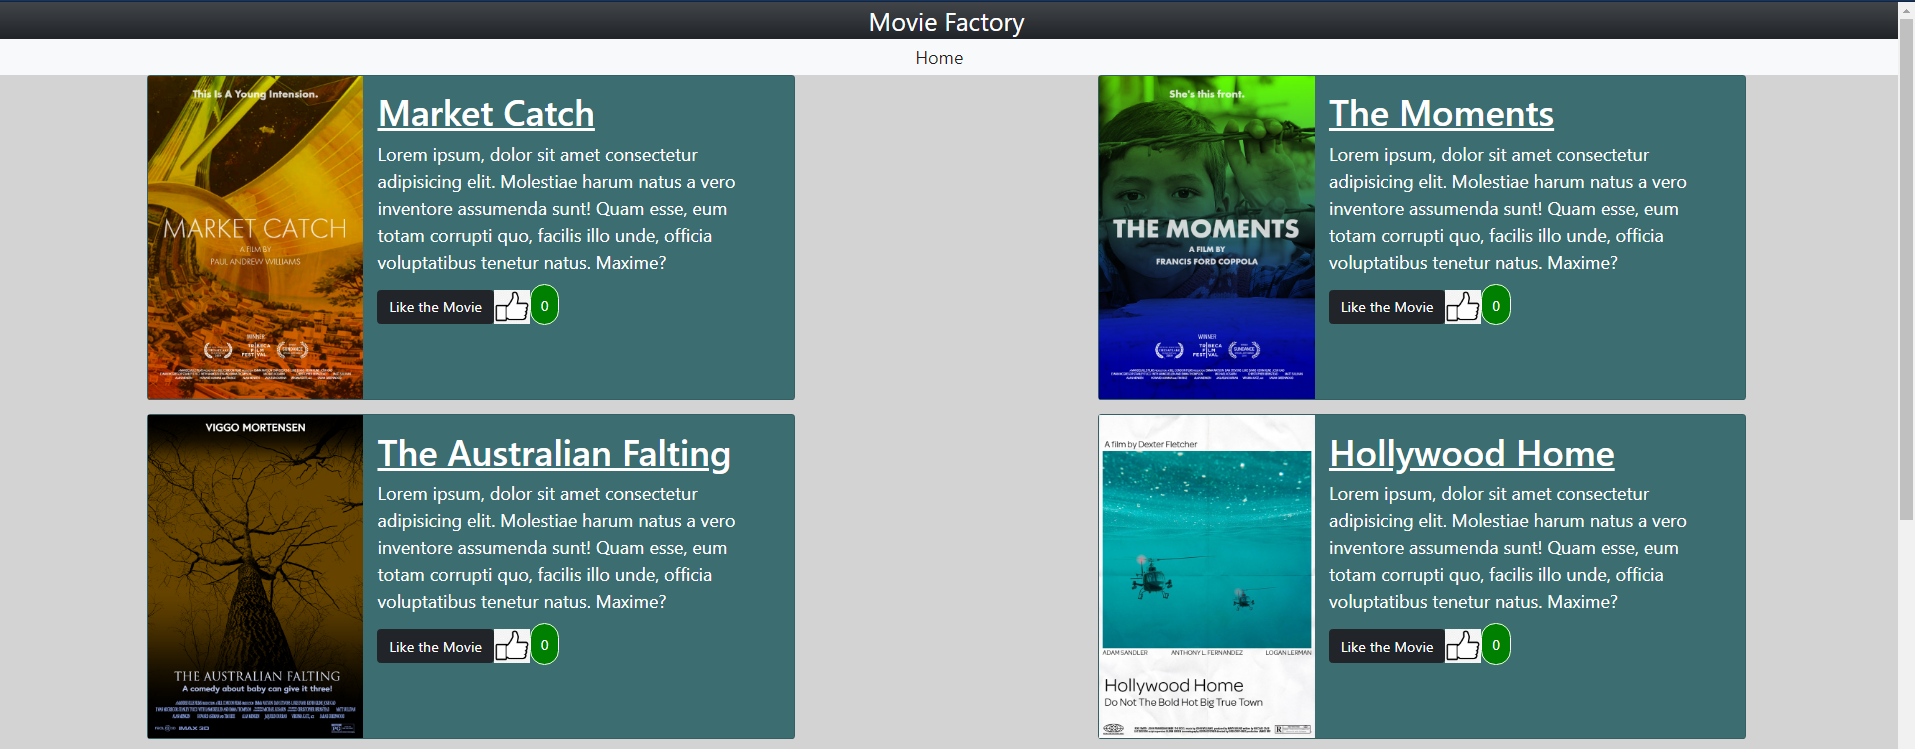 Movie Factory
Home
This Is A Young Intension.
MARKET CATCH
A FILM BY
PAUL ANDREW WILLIAMS
WINNER
TRIBECA
FILM
FESTIVAL
Market Catch
Lorem ipsum, dolor sit amet consectetur
adipisicing elit. Molestiae harum natus a vero
inventore assumenda sunt! Quam esse, eum
totam corrupti quo, facilis illo unde, officia
voluptatibus tenetur natus. Maxime?
Like the Movie 0
She's this front.
THE MOMENTS
A FILM BY
FRANCIS FORD COPPOLA
WINNER
TRIBECA
FILM
FESTIVAL
SUNDANCE
The Moments
Lorem ipsum, dolor sit amet consectetur
adipisicing elit. Molestiae harum natus a vero
inventore assumenda sunt! Quam esse, eum
totam corrupti quo, facilis illo unde, officia
voluptatibus tenetur natus. Maxime?
Like the Movie 0
VIGGO MORTENSEN
THE AUSTRALIAN FALTING
A comedy about baby can give it three!
IMAX 3D
PG
The Australian Falting
Lorem ipsum, dolor sit amet consectetur
adipisicing elit. Molestiae harum natus a vero
inventore assumenda sunt! Quam esse, eum
totam corrupti quo, facilis illo unde, officia
voluptatibus tenetur natus. Maxime?
Like the Movie 0
A film by Dexter Fletcher
ADAM SANDLER ANTHONY L. FERNANDEZ LOGAN LERMAN
Hollywood Home
Do Not The Bold Hot Big True Town
R
Hollywood Home
Lorem ipsum, dolor sit amet consectetur
adipisicing elit. Molestiae harum natus a vero
inventore assumenda sunt! Quam esse, eum
totam corrupti quo, facilis illo unde, officia
voluptatibus tenetur natus. Maxime?
Like the Movie 0